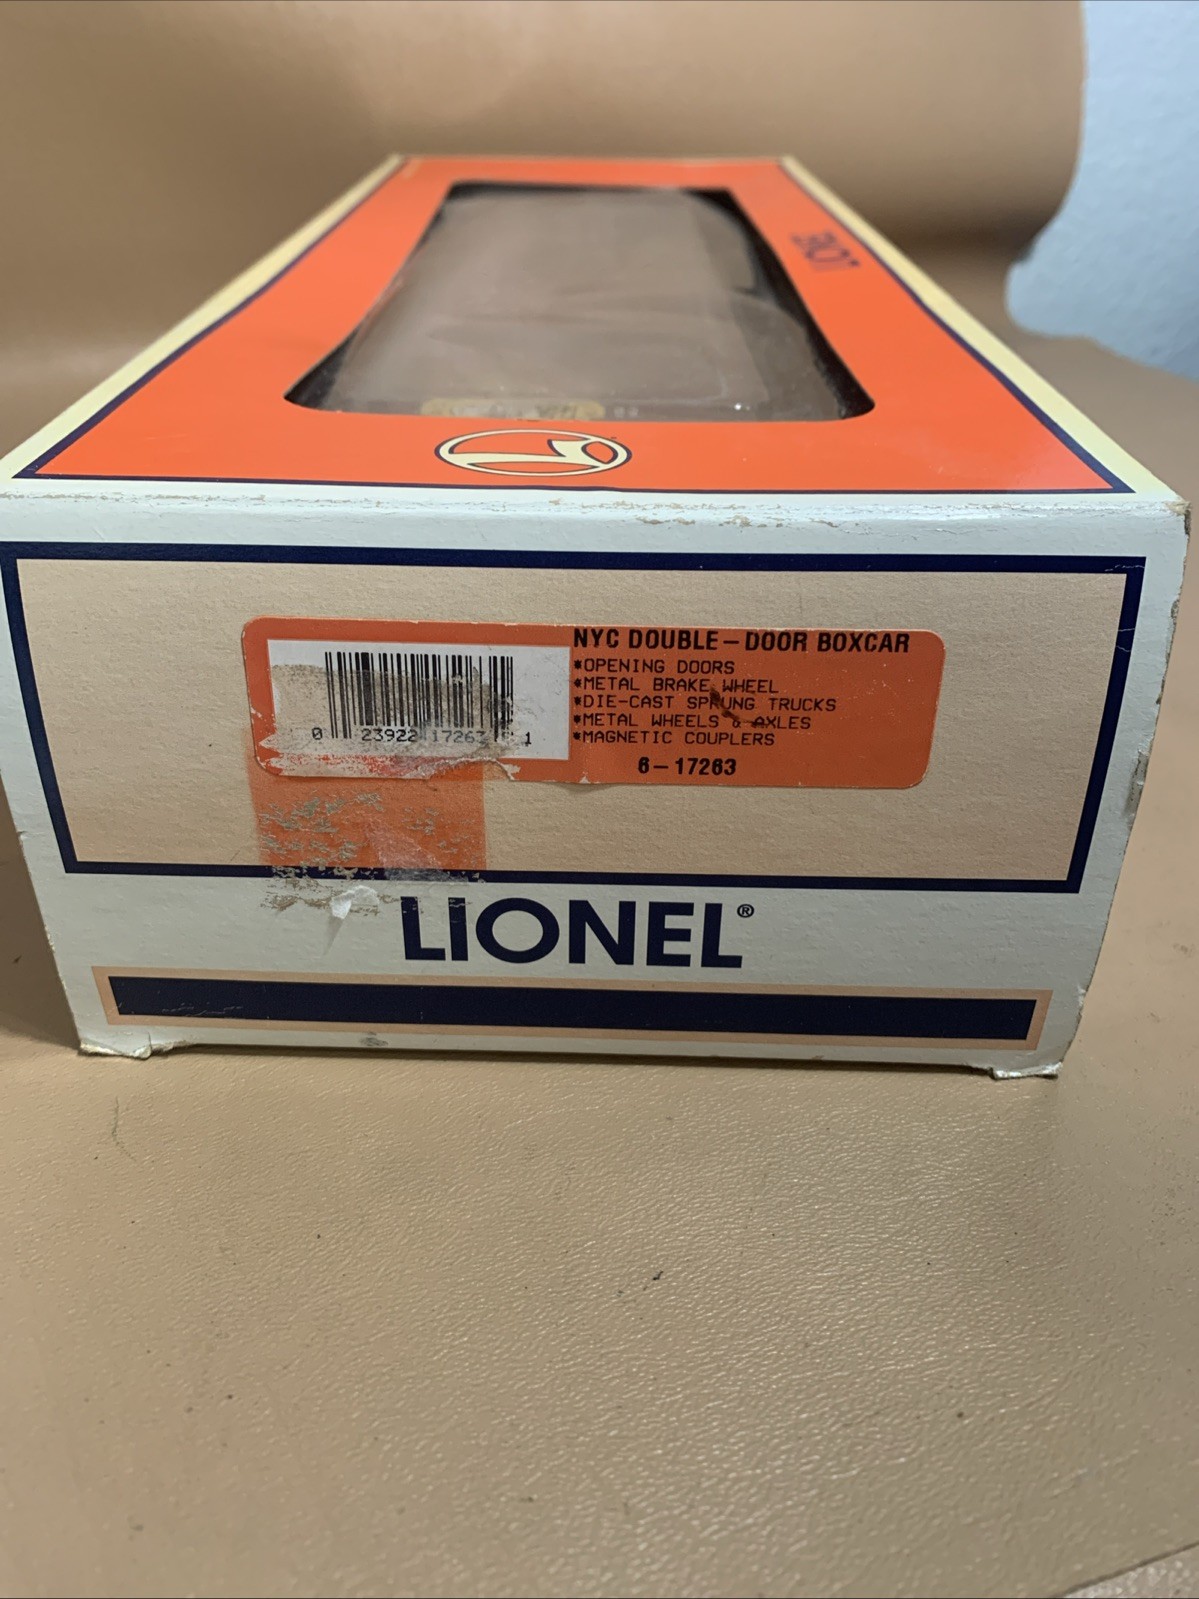 NYC DOUBLE-DOOR BOXCAR
*OPENING DOORS
*METAL BRAKE WHEEL
*DIE-CAST SPRUNG TRUCKS
*METAL WHEELS & AXLES
*MAGNETIC COUPLERS
6-17263
0 23922 17263 1
LIONEL®